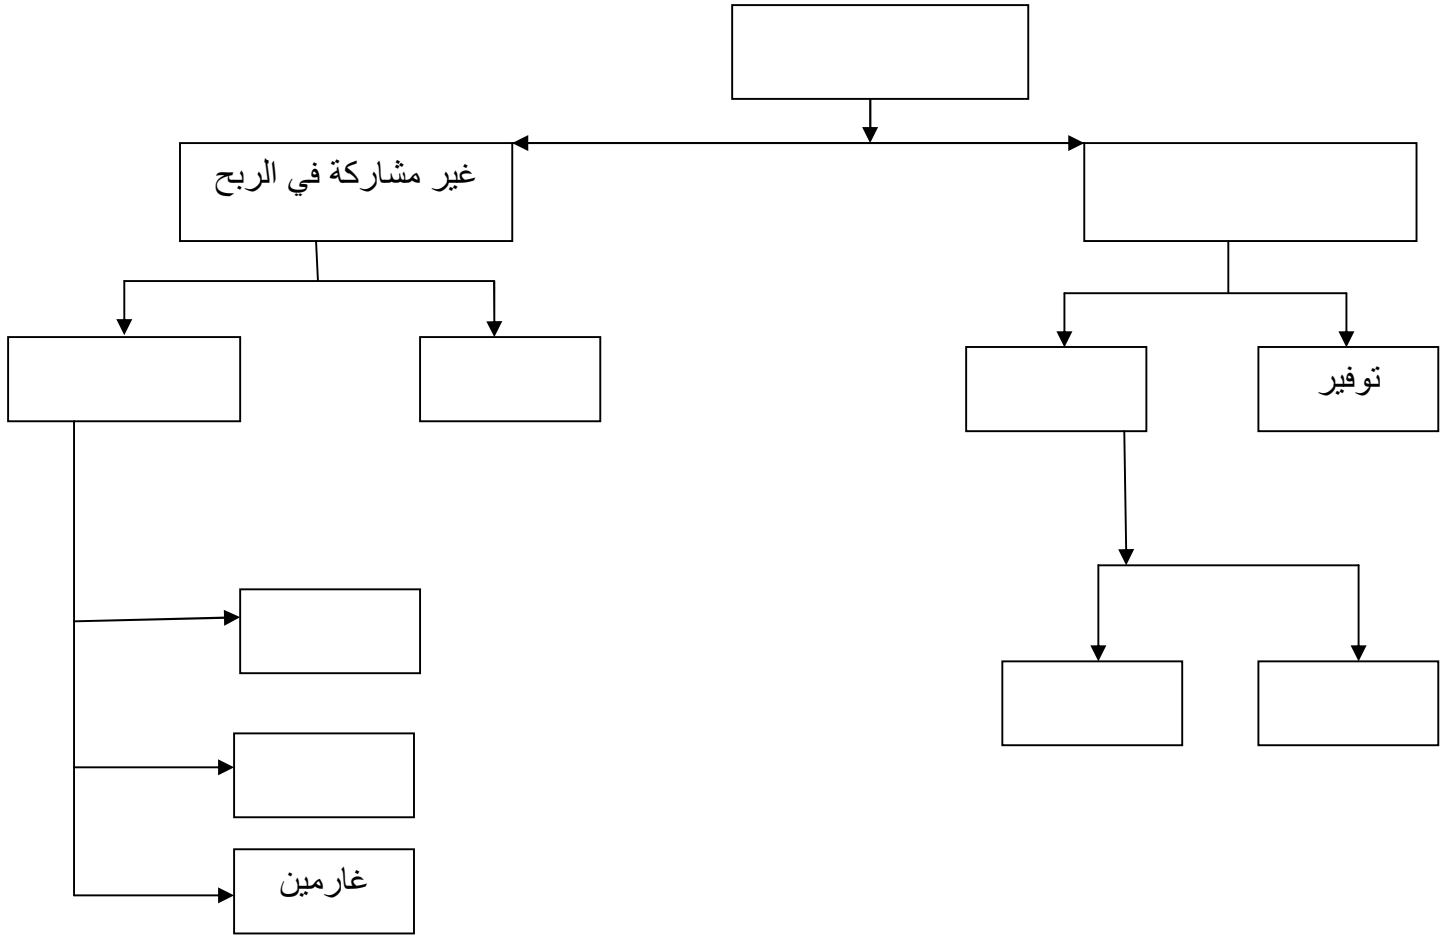 غير مشاركة في الربح
توفير
غارمين